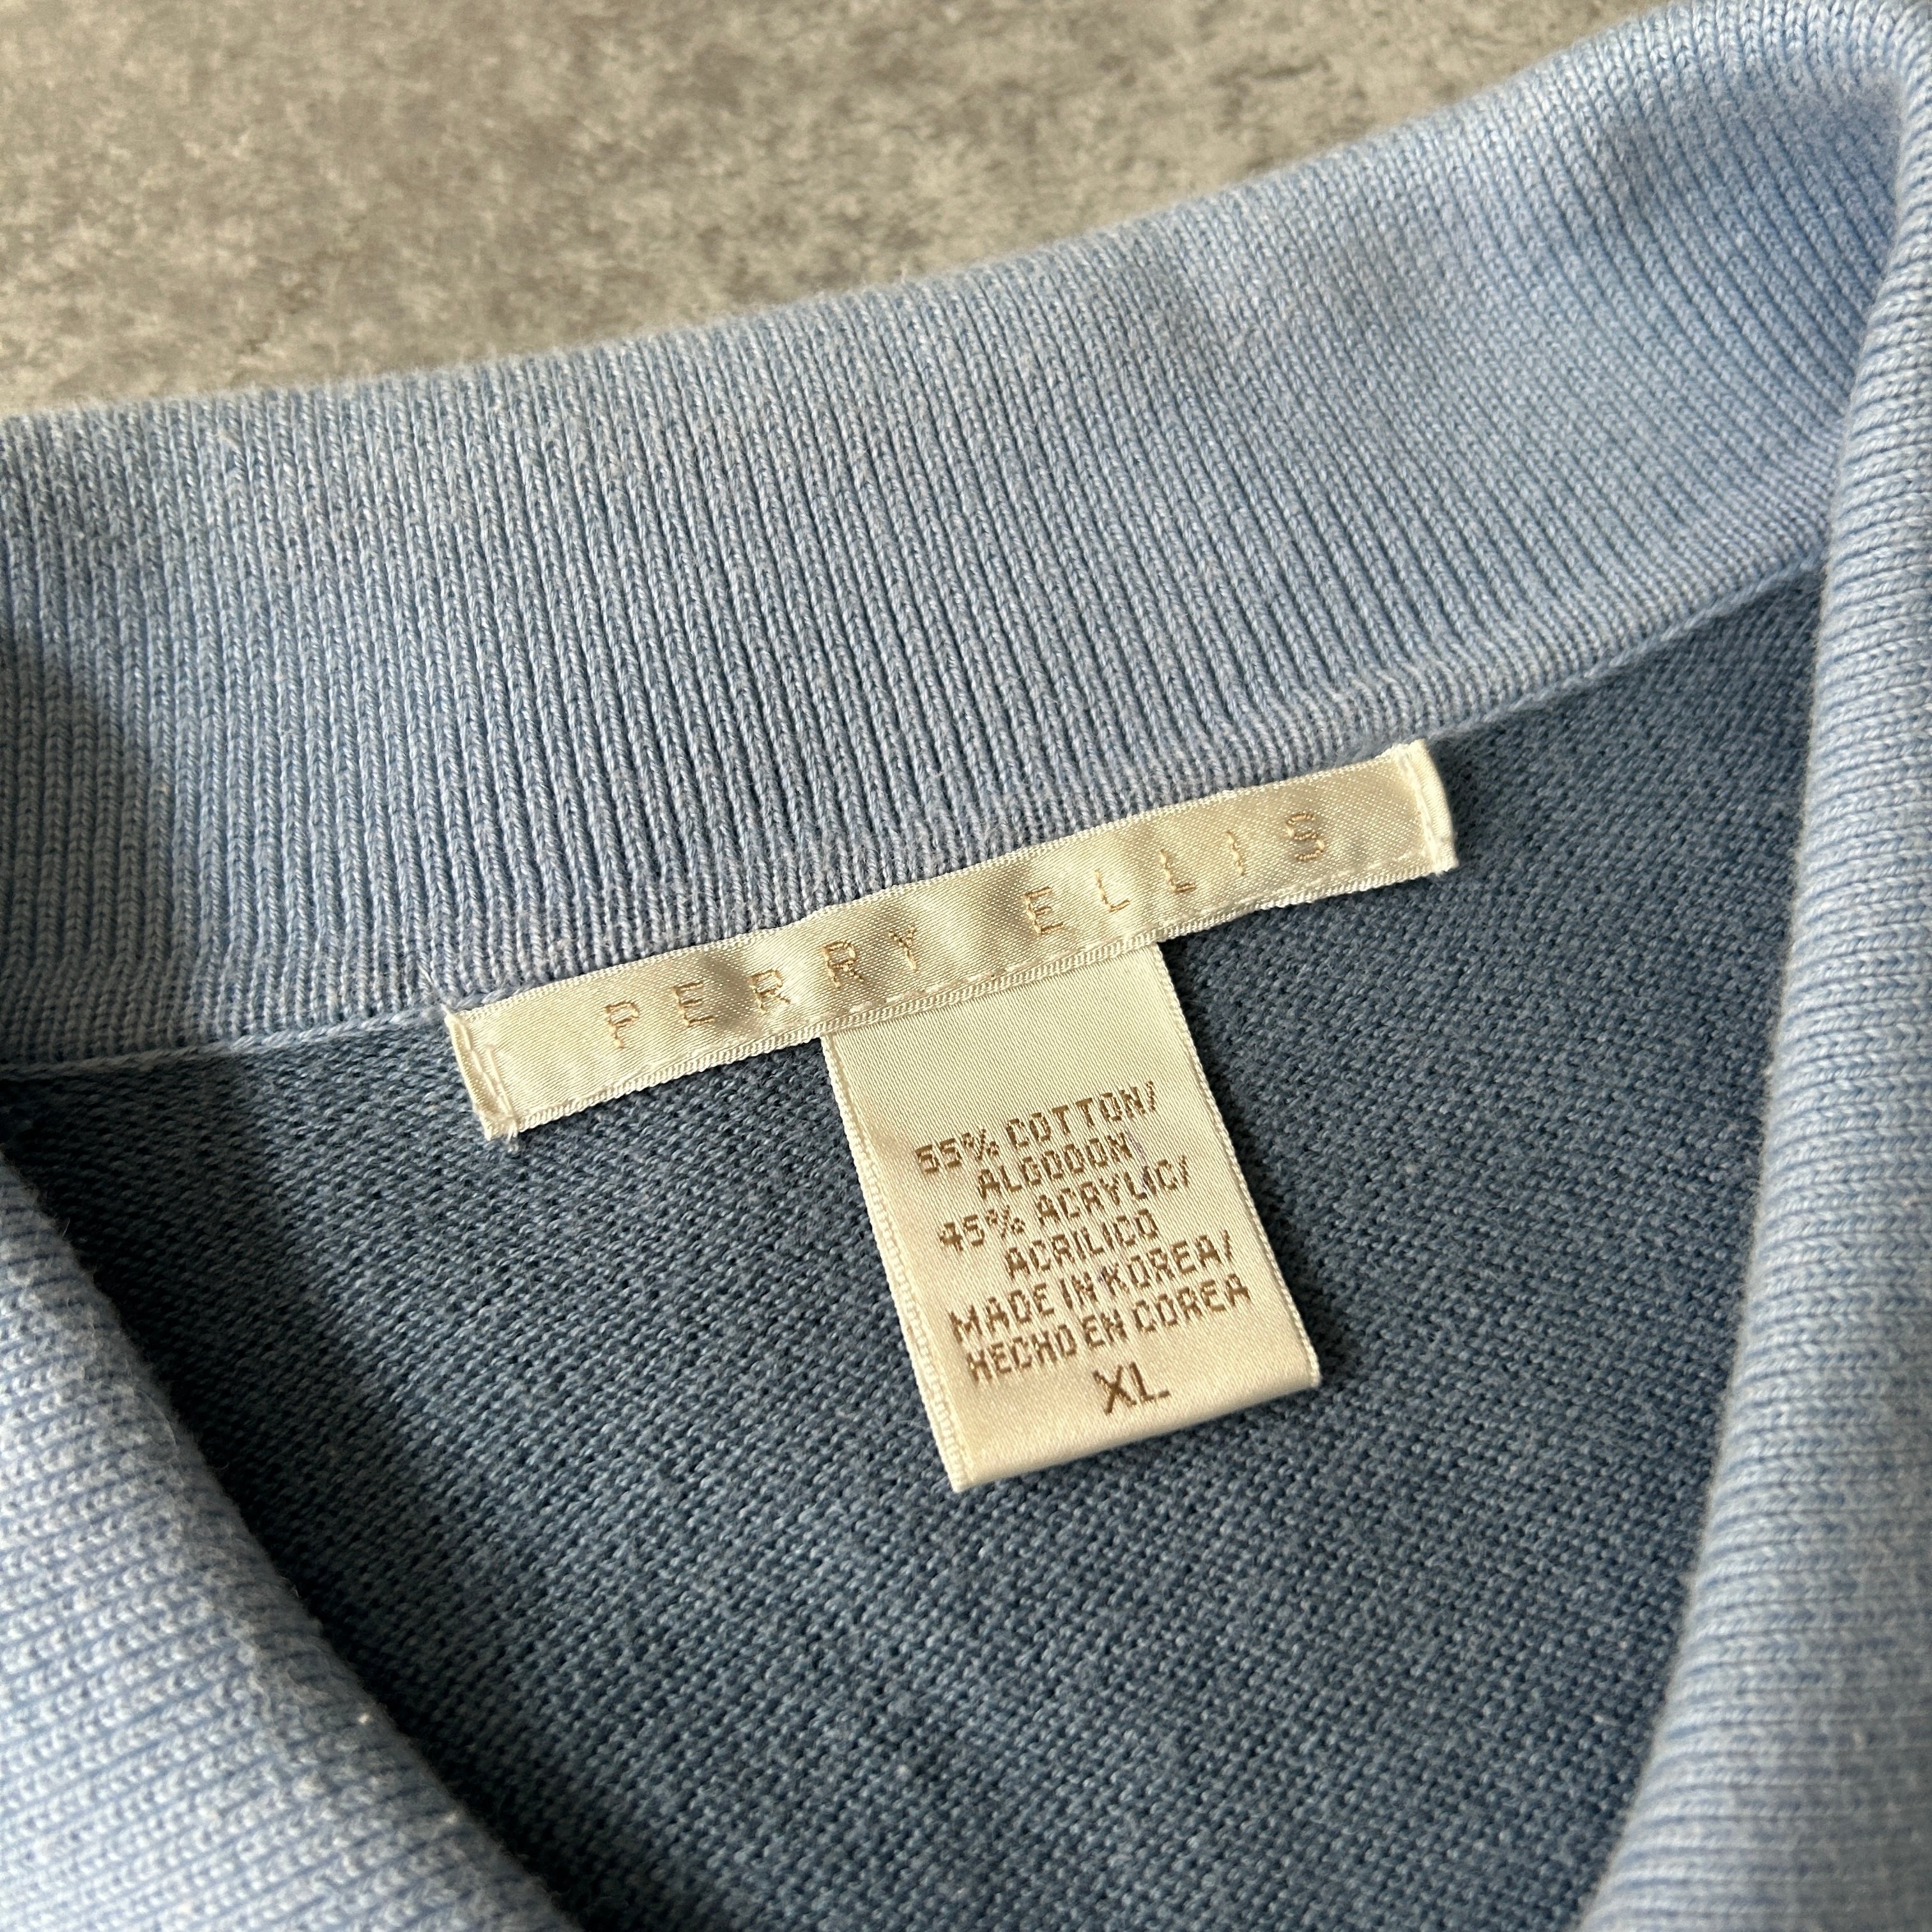 PERRY ELLIS
55% COTTON/
ALGODON
45% ACRYLIC/
ACRILICO
MADE IN KOREA/
HECHO EN COREA
XL